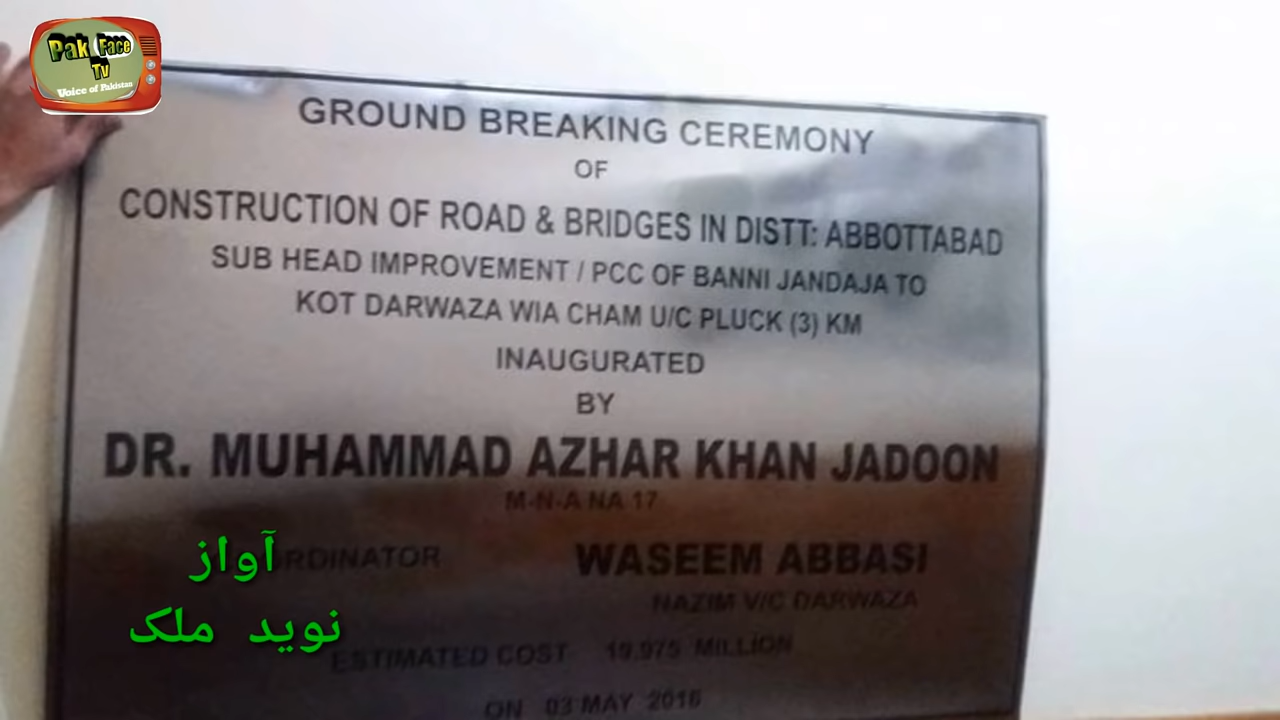 Pak Face
Tv
Voice of Pakistan
GROUND BREAKING CEREMONY
OF
CONSTRUCTION OF ROAD & BRIDGES IN DISTT: ABBOTTABAD
SUB HEAD IMPROVEMENT / PCC OF BANNI JANDAJA TO
KOT DARWAZA WIA CHAM U/C PLUCK (3) KM
INAUGURATED
BY
DR. MUHAMMAD AZHAR KHAN JADOON
M-N-A NA 17
RDINATOR WASEEM ABBASI
NAZIM V/C DARWAZA
آواز
نوید ملک
ESTIMATED COST 19.975 MILLION
ON 03 MAY 2016